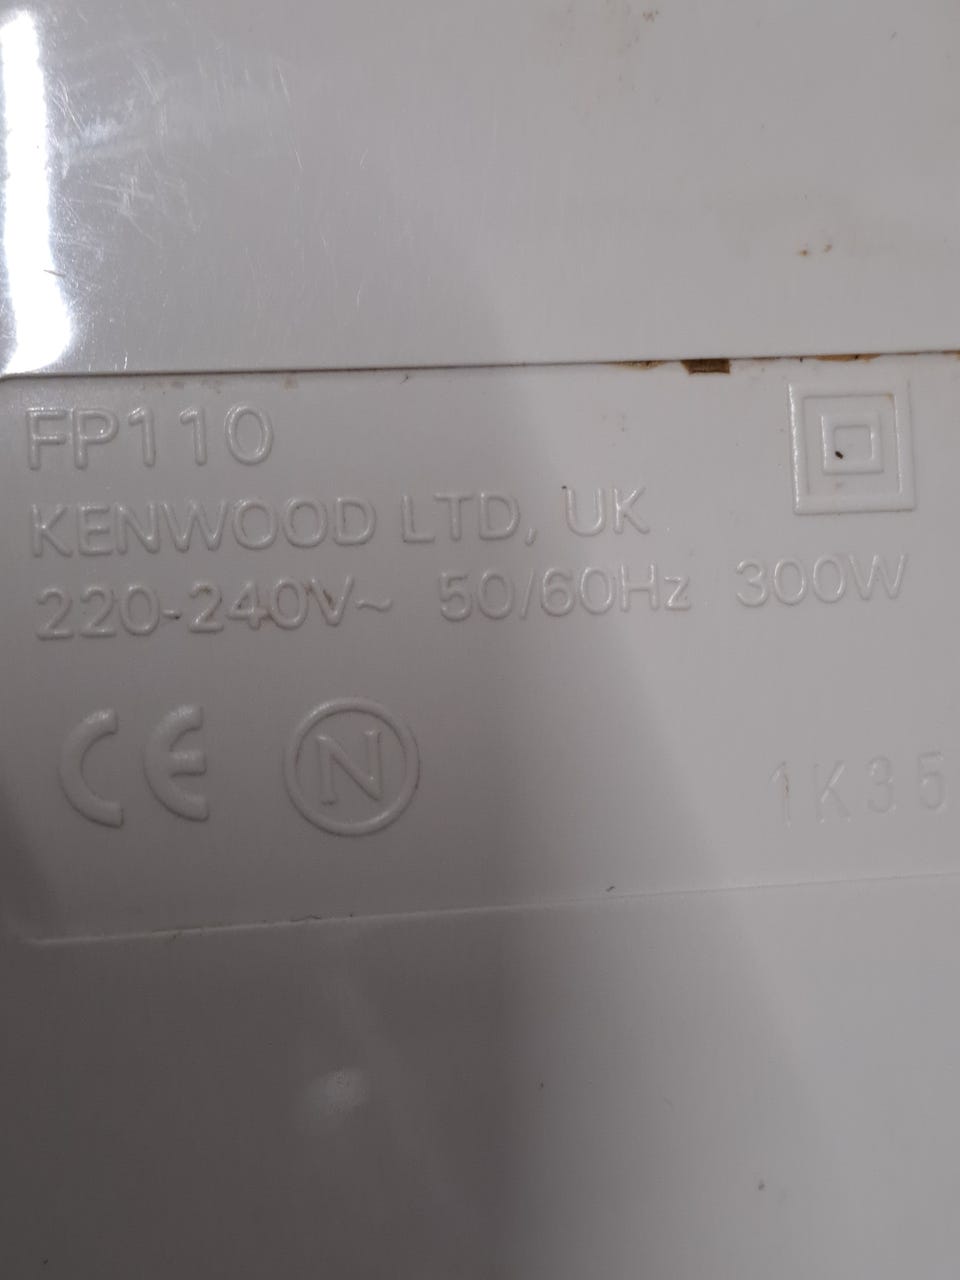 FP110
KENWOOD LTD, UK
220-240V~ 50/60Hz 300W
CE N
1K35